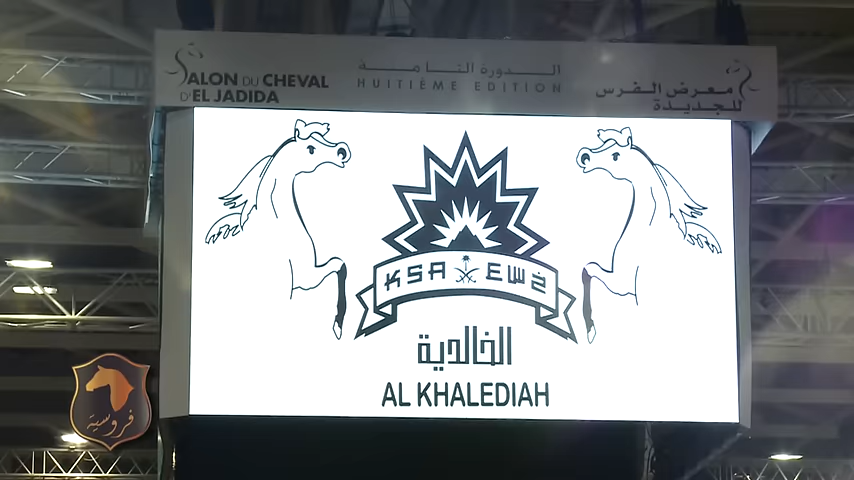 SALON DU CHEVAL
D'EL JADIDA
الدورة الثامنة
HUITIÈME EDITION
معرض الفرس
للجديدة
KSA
الخالدية
AL KHALEDIAH
فروسية